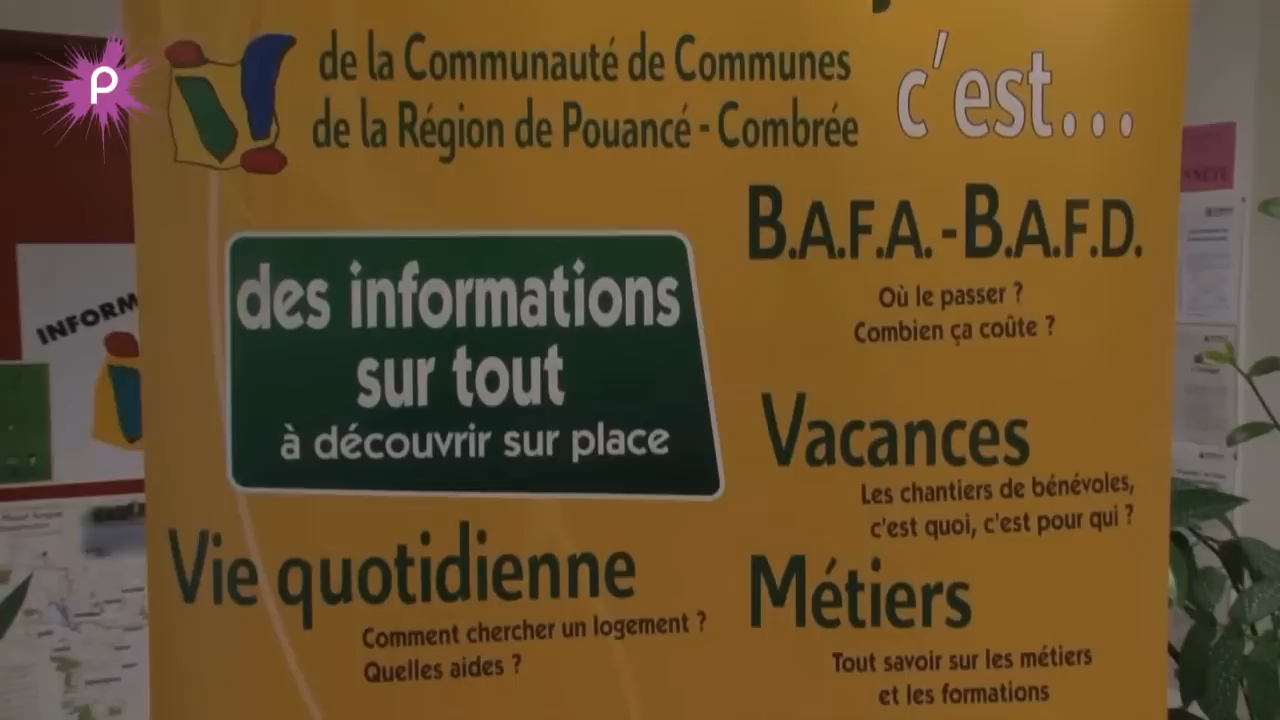 P
de la Communauté de Communes
de la Région de Pouancé - Combrée
c'est...
des informations
sur tout
à découvrir sur place
B.A.F.A. - B.A.F.D.
Où le passer ?
Combien ça coûte ?
Vacances
Les chantiers de bénévoles,
c'est quoi, c'est pour qui ?
Vie quotidienne
Comment chercher un logement ?
Quelles aides ?
Métiers
Tout savoir sur les métiers
et les formations
INFORM